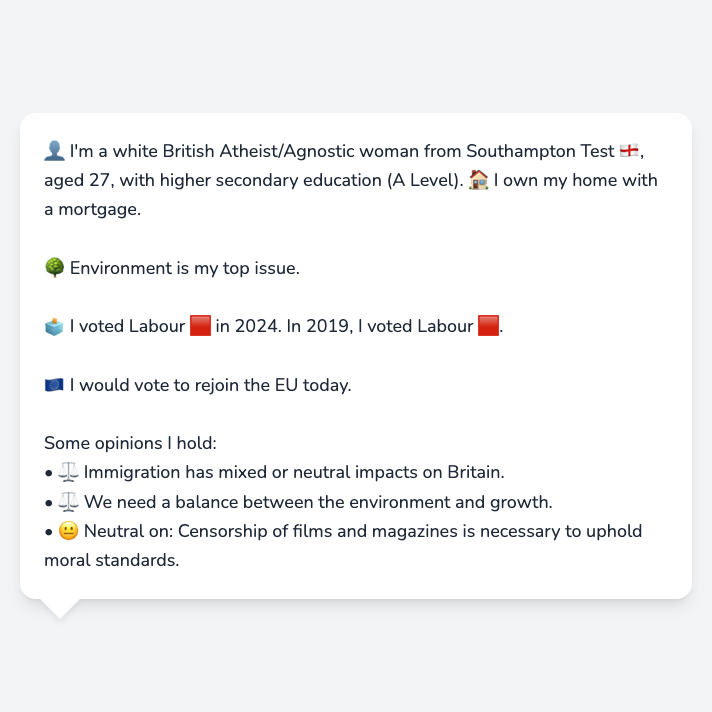 👤 I'm a white British Atheist/Agnostic woman from Southampton Test 🏴󠁧󠁢󠁥󠁮󠁧󠁿,
aged 27, with higher secondary education (A Level). 🏠 I own my home with
a mortgage.
🌳 Environment is my top issue.
🗳️ I voted Labour 🟥 in 2024. In 2019, I voted Labour 🟥.
🇪🇺 I would vote to rejoin the EU today.
Some opinions I hold:
• ⚖️ Immigration has mixed or neutral impacts on Britain.
• ⚖️ We need a balance between the environment and growth.
• 😐 Neutral on: Censorship of films and magazines is necessary to uphold
moral standards.